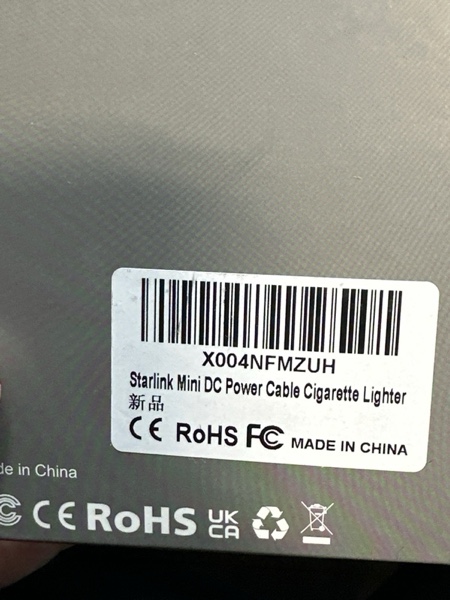 X004NFMZUH
Starlink Mini DC Power Cable Cigarette Lighter
新品
CE RoHS FC MADE IN CHINA
de in China
CE RoHS UK CA